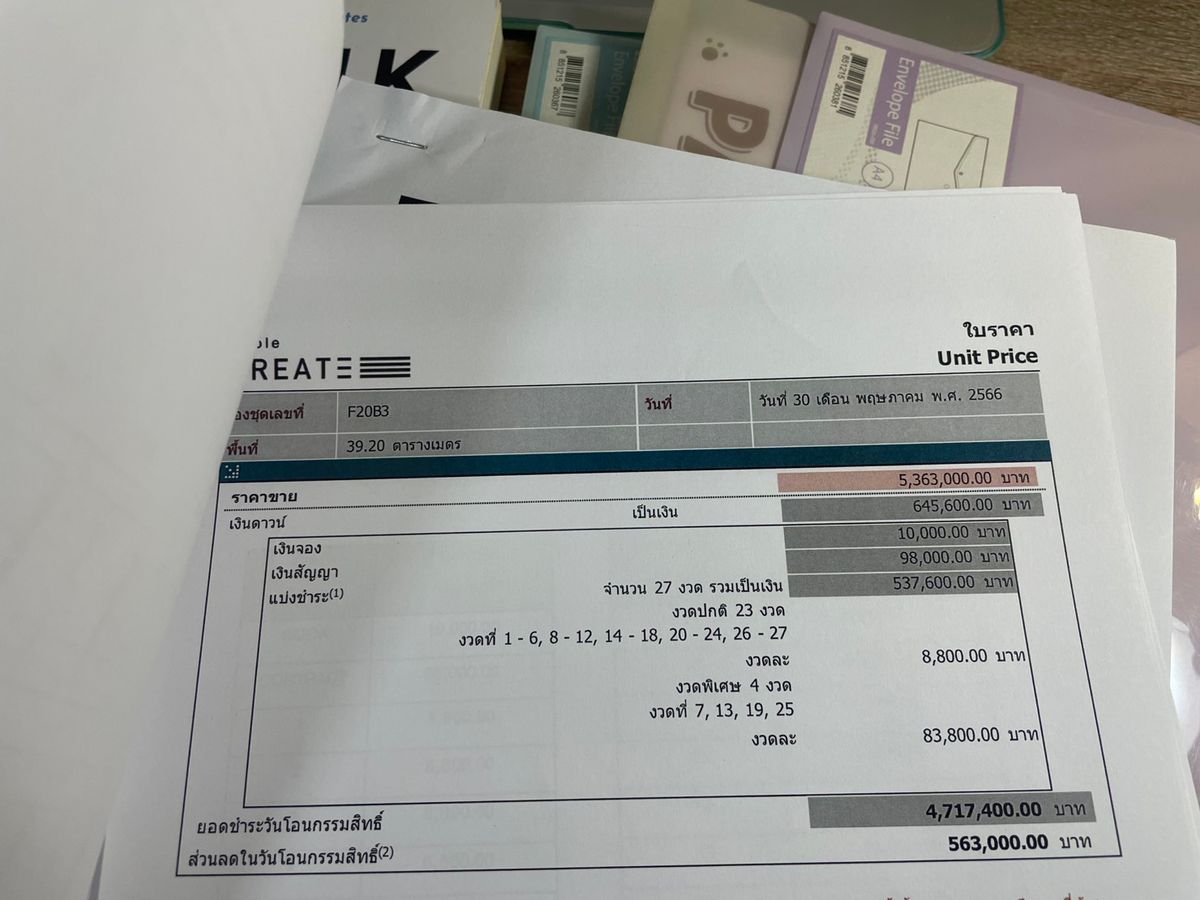 tes
LK
8 851215 260367
Envelope File
PA
8 851215 260381
Envelope File
A4
ใบราคา
Unit Price
REATE
F20B3 วันที่ วันที่ 30 เดือน พฤษภาคม พ.ศ. 2566
พื้นที่ 39.20 ตารางเมตร
ราคาขาย 5,363,000.00 บาท
เงินดาวน์ เป็นเงิน 645,600.00 บาท
เงินจอง 10,000.00 บาท
เงินสัญญา 98,000.00 บาท
แบ่งชำระ(1) จำนวน 27 งวด รวมเป็นเงิน 537,600.00 บาท
งวดปกติ 23 งวด
งวดที่ 1 - 6, 8 - 12, 14 - 18, 20 - 24, 26 - 27
งวดละ 8,800.00 บาท
งวดพิเศษ 4 งวด
งวดที่ 7, 13, 19, 25
งวดละ 83,800.00 บาท
ยอดชำระวันโอนกรรมสิทธิ์ 4,717,400.00 บาท
ส่วนลดในวันโอนกรรมสิทธิ์(2) 563,000.00 บาท